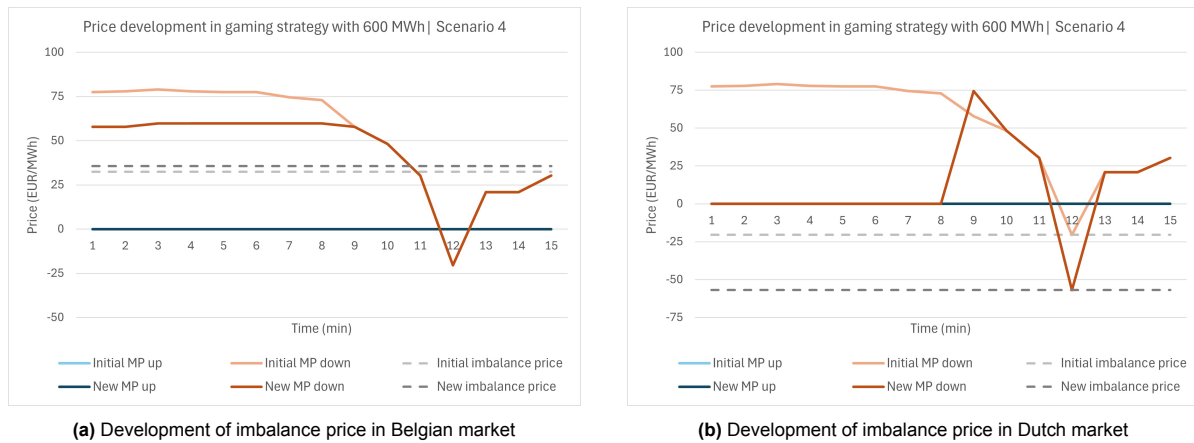 Price development in gaming strategy with 600 MWh| Scenario 4
100
75
50
25
0
-25
-50
Price (EUR/MWh)
1 2 3 4 5 6 7 8 9 10 11 12 13 14 15
Time (min)
Initial MP up Initial MP down Initial imbalance price
New MP up New MP down New imbalance price
(a) Development of imbalance price in Belgian market
Price development in gaming strategy with 600 MWh| Scenario 4
100
75
50
25
0
-25
-50
-75
Price (EUR/MWh)
1 2 3 4 5 6 7 8 9 10 11 12 13 14 15
Time (min)
Initial MP up Initial MP down Initial imbalance price
New MP up New MP down New imbalance price
(b) Development of imbalance price in Dutch market